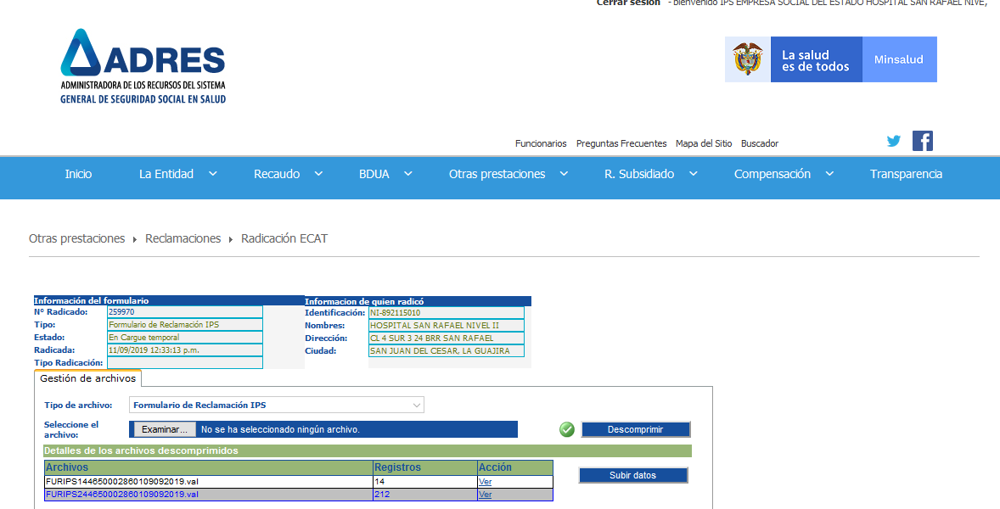 Cerrar sesión - bienvenido IPS EMPRESA SOCIAL DEL ESTADO HOSPITAL SAN RAFAEL NIVE,
ADRES
ADMINISTRADORA DE LOS RECURSOS DEL SISTEMA
GENERAL DE SEGURIDAD SOCIAL EN SALUD
La salud
es de todos
Minsalud
Funcionarios Preguntas Frecuentes Mapa del Sitio Buscador
Inicio La Entidad Recaudo BDUA Otras prestaciones R. Subsidiado Compensación Transparencia
Otras prestaciones Reclamaciones Radicación ECAT
Información del formulario
Nº Radicado: 259970
Tipo: Formulario de Reclamación IPS
Estado: En Cargue temporal
Radicada: 11/09/2019 12:33:13 p.m.
Tipo Radicación:
Informacion de quien radicó
Identificación: NI-892115010
Nombres: HOSPITAL SAN RAFAEL NIVEL II
Dirección: CL 4 SUR 3 24 BRR SAN RAFAEL
Ciudad: SAN JUAN DEL CESAR, LA GUAJIRA
Gestión de archivos
Tipo de archivo: Formulario de Reclamación IPS
Seleccione el
archivo:
Examinar... No se ha seleccionado ningún archivo.
Descomprimir
Detalles de los archivos descomprimidos
Archivos Registros Acción
FURIPS144650002860109092019.val 14 Ver
FURIPS244650002860109092019.val 212 Ver
Subir datos